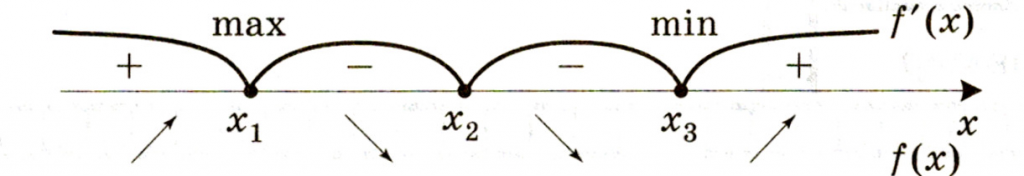 max min f′(x)
+ − − +
x₁ x₂ x₃ x
f(x)